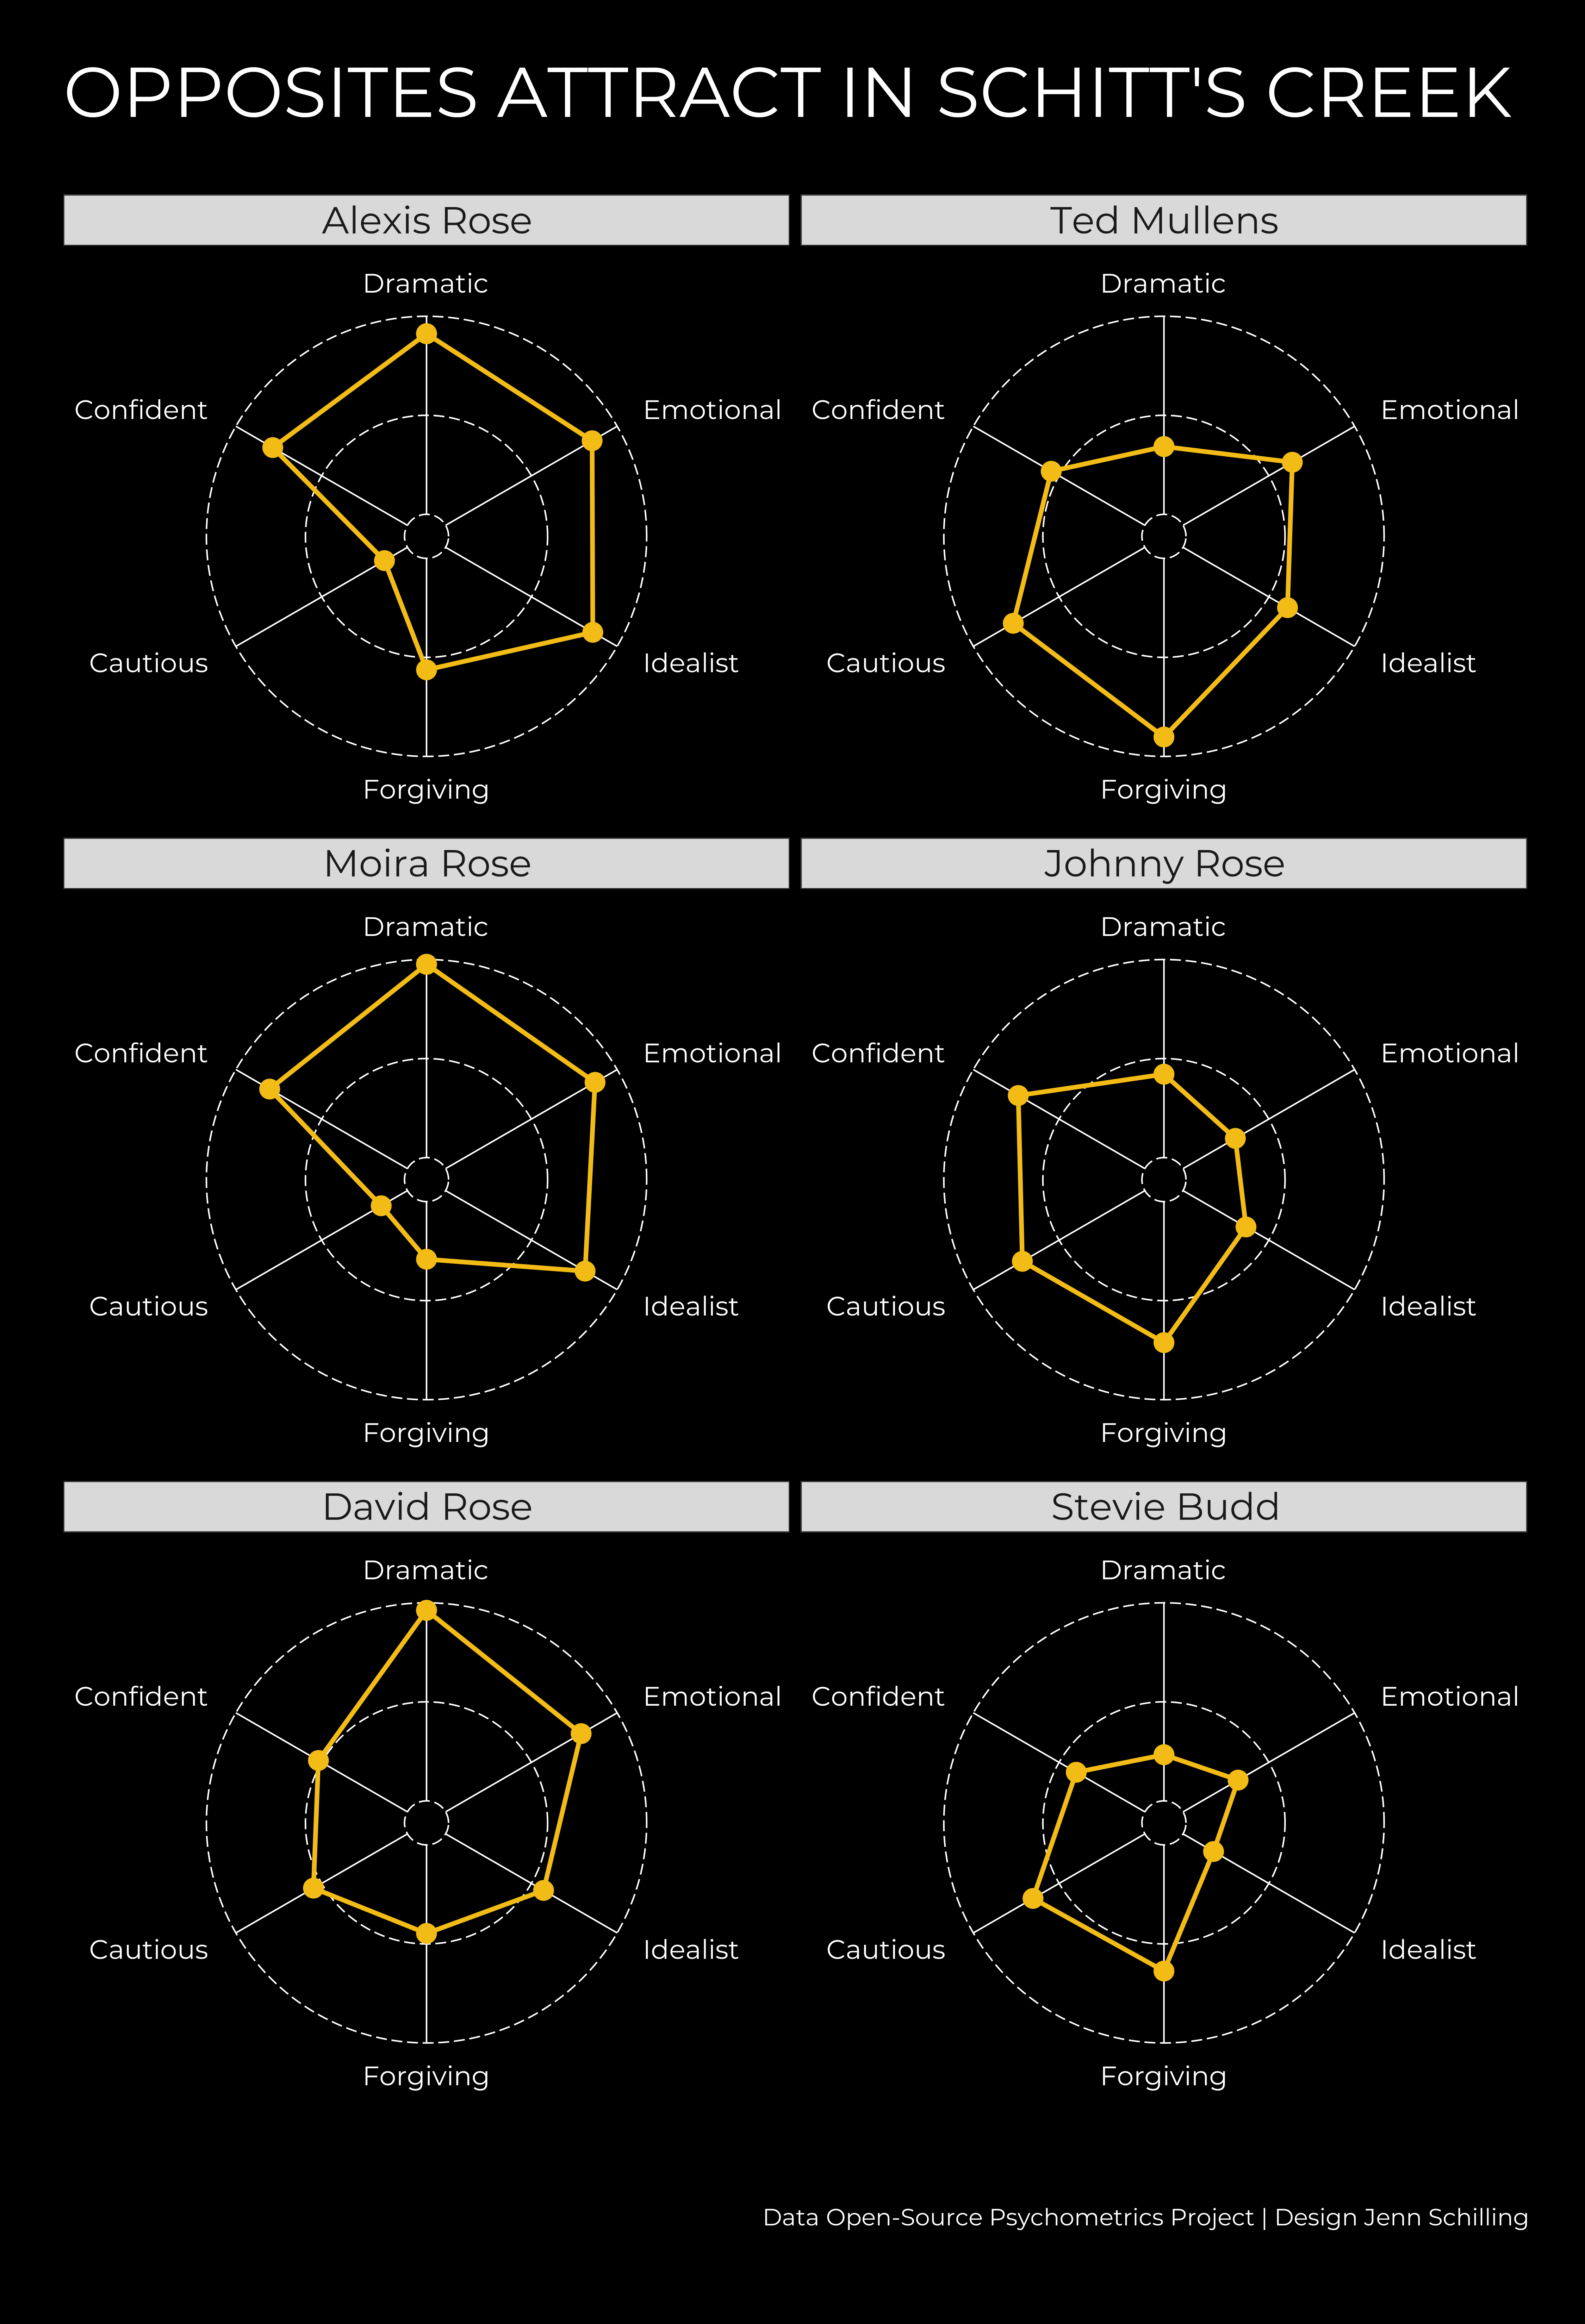 OPPOSITES ATTRACT IN SCHITT'S CREEK
Alexis Rose
Dramatic
Confident
Emotional
Cautious
Idealist
Forgiving
Ted Mullens
Dramatic
Confident
Emotional
Cautious
Idealist
Forgiving
Moira Rose
Dramatic
Confident
Emotional
Cautious
Idealist
Forgiving
Johnny Rose
Dramatic
Confident
Emotional
Cautious
Idealist
Forgiving
David Rose
Dramatic
Confident
Emotional
Cautious
Idealist
Forgiving
Stevie Budd
Dramatic
Confident
Emotional
Cautious
Idealist
Forgiving
Data Open-Source Psychometrics Project | Design Jenn Schilling